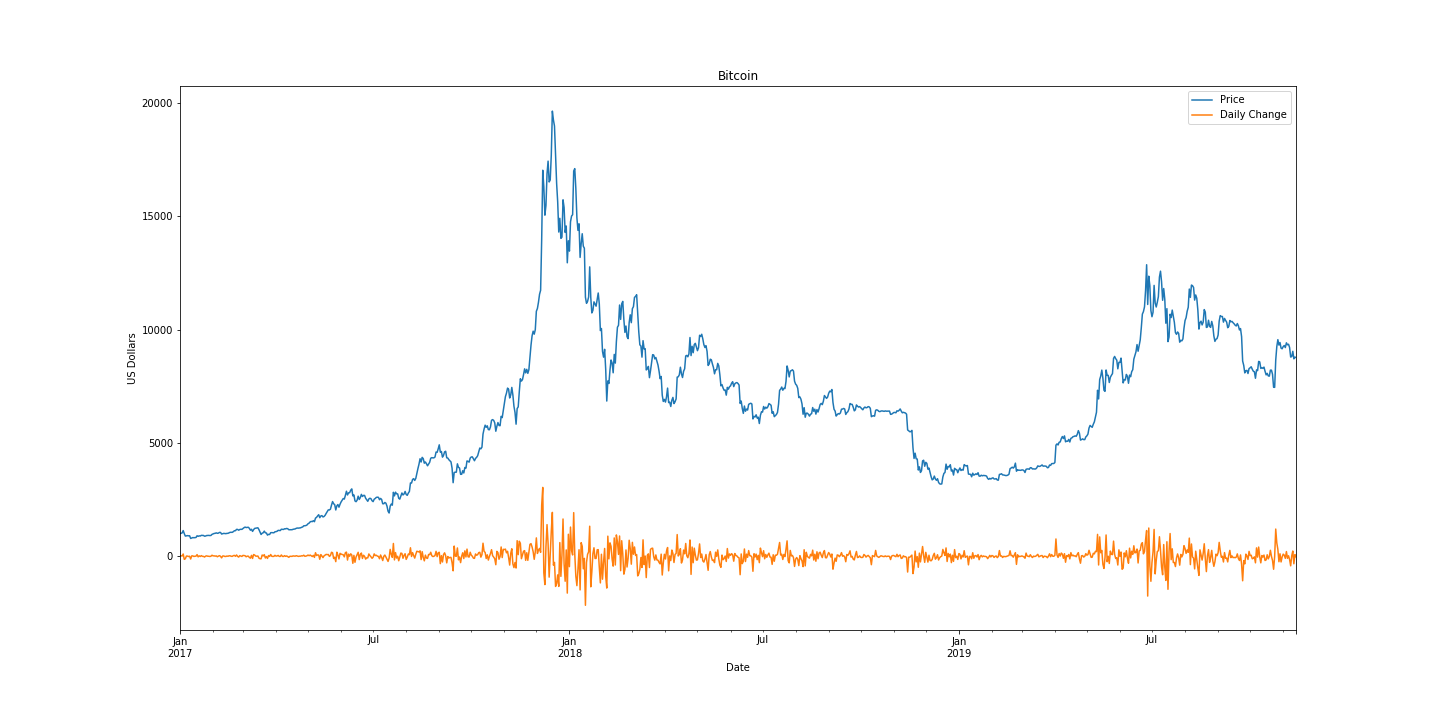 Bitcoin
Price
Daily Change
US Dollars
20000
15000
10000
5000
0
Jan
2017
Jul
Jan
2018
Jul
Jan
2019
Jul
Date